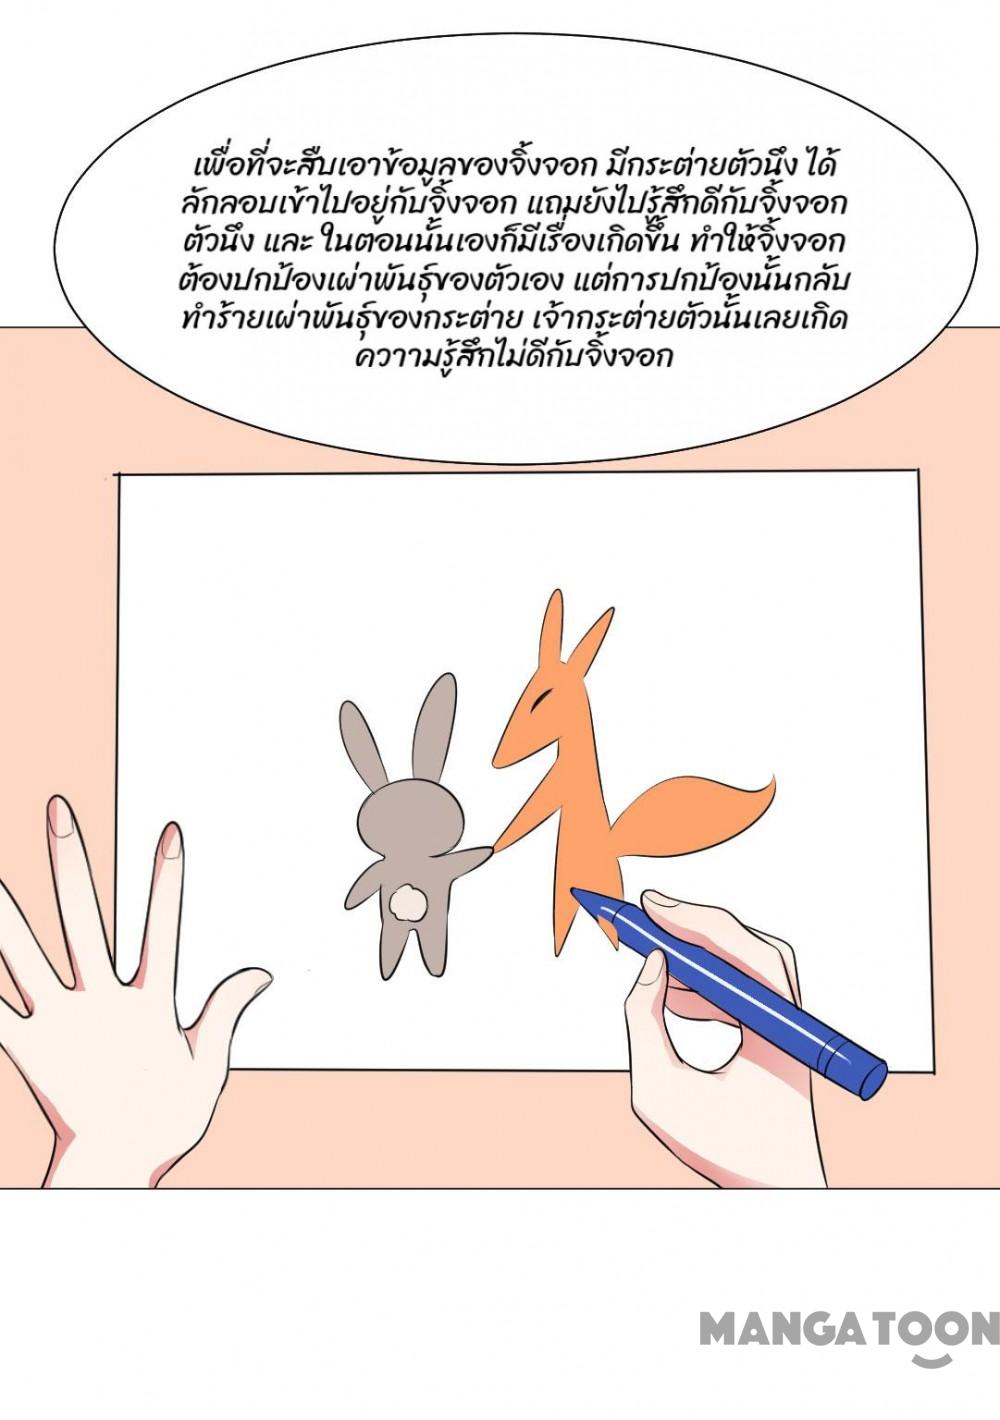 เพื่อที่จะสืบเอาข้อมูลของจิ้งจอก มีกระต่ายตัวนึง ได้
ลักลอบเข้าไปอยู่กับจิ้งจอก แถมยังไปรู้สึกดีกับจิ้งจอก
ตัวนึง และ ในตอนนั้นเองก็มีเรื่องเกิดขึ้น ทำให้จิ้งจอก
ต้องปกป้องเผ่าพันธุ์ของตัวเอง แต่การปกป้องนั้นกลับ
ทำร้ายเผ่าพันธุ์ของกระต่าย เจ้ากระต่ายตัวนั้นเลยเกิด
ความรู้สึกไม่ดีกับจิ้งจอก
MANGATOON